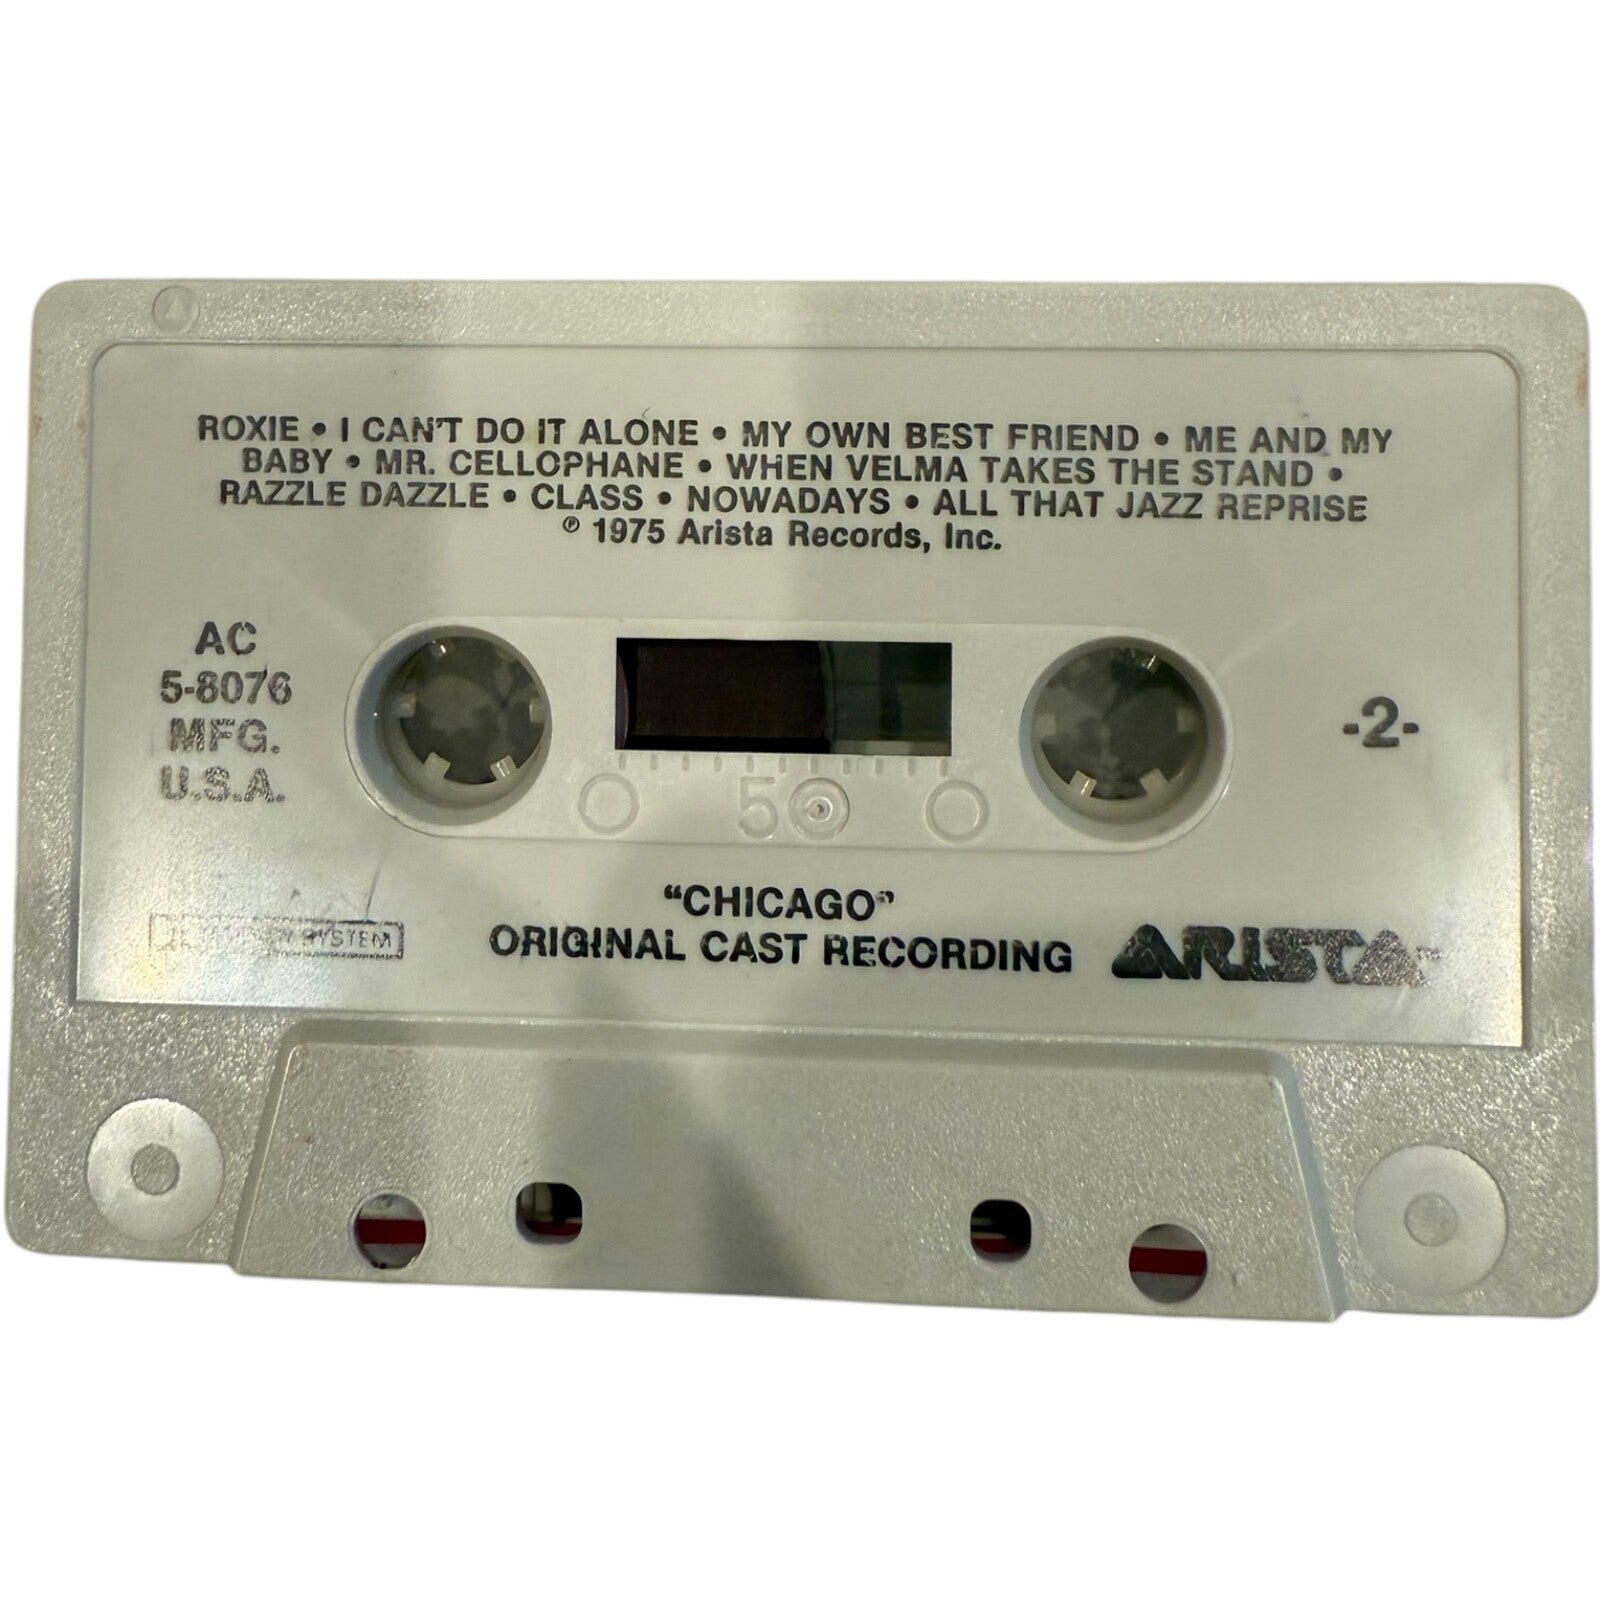 ROXIE • I CAN'T DO IT ALONE • MY OWN BEST FRIEND • ME AND MY
BABY • MR. CELLOPHANE • WHEN VELMA TAKES THE STAND •
RAZZLE DAZZLE • CLASS • NOWADAYS • ALL THAT JAZZ REPRISE
℗ 1975 Arista Records, Inc.
AC
5-8076
MFG.
U.S.A.
-2-
50
"CHICAGO"
ORIGINAL CAST RECORDING
SYSTEM
ARISTA